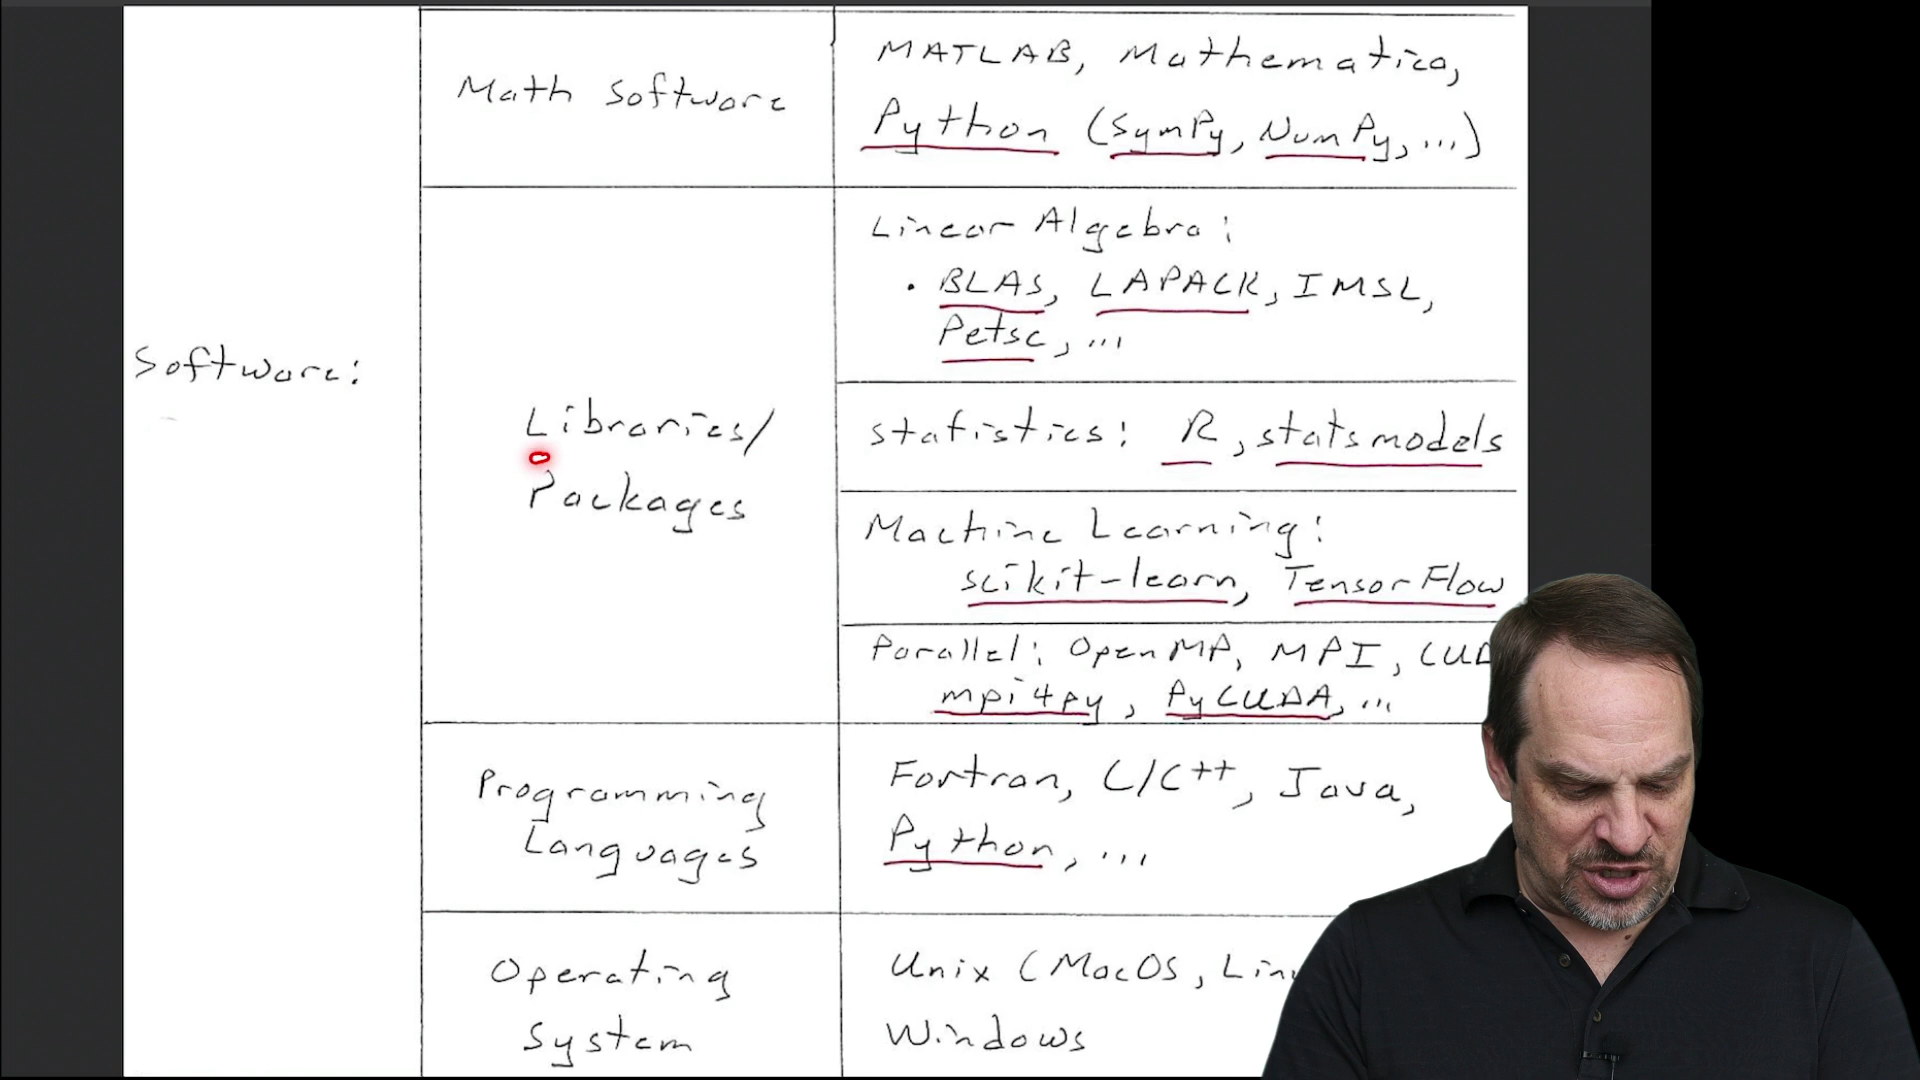 Software:
Math Software
MATLAB, Mathematica,
Python (SymPy, NumPy, ...)
Libraries/
Packages
Linear Algebra:
• BLAS, LAPACK, IMSL,
Petsc, ...
Statistics: R, statsmodels
Machine Learning:
scikit-learn, TensorFlow
Parallel: OpenMP, MPI,
mpi4py, PyCUDA, ...
Programming
Languages
Fortran, C/C++, Java,
Python, ...
Operating
System
Unix (MacOS,
Windows